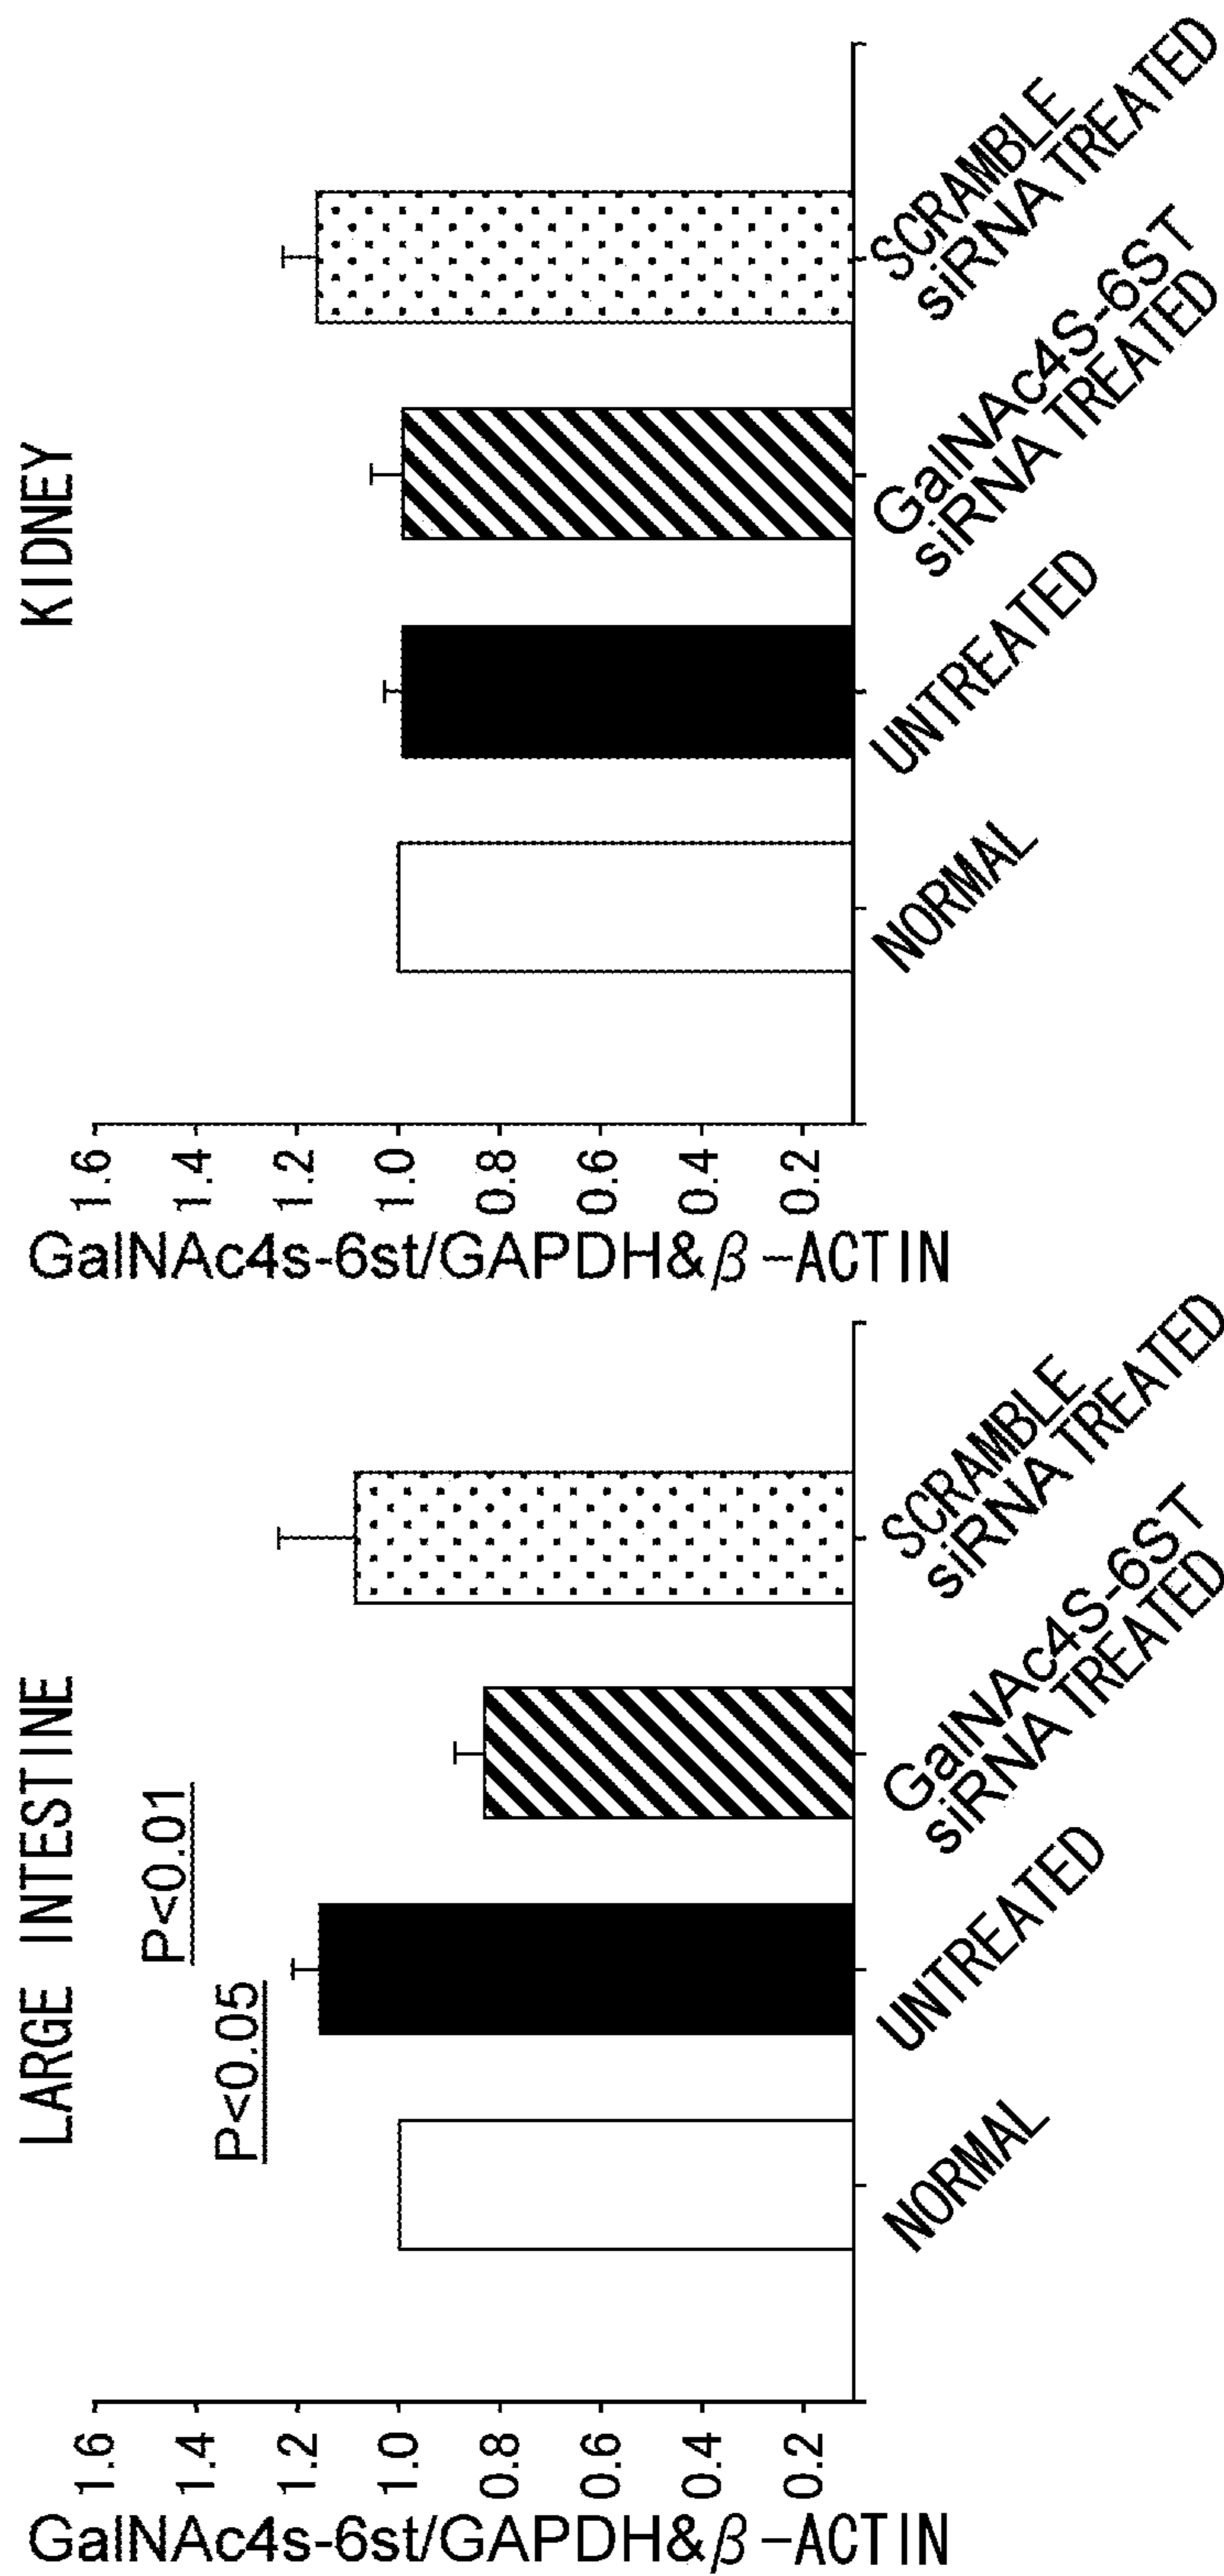 LARGE INTESTINE
GalNAc4s-6st/GAPDH&β-ACTIN
1.6
1.4
1.2
1.0
0.8
0.6
0.4
0.2
P<0.05
P<0.01
NORMAL
UNTREATED
GalNAc4S-6ST
siRNA TREATED
SCRAMBLE
siRNA TREATED
KIDNEY
GalNAc4s-6st/GAPDH&β-ACTIN
1.6
1.4
1.2
1.0
0.8
0.6
0.4
0.2
NORMAL
UNTREATED
GalNAc4S-6ST
siRNA TREATED
SCRAMBLE
siRNA TREATED